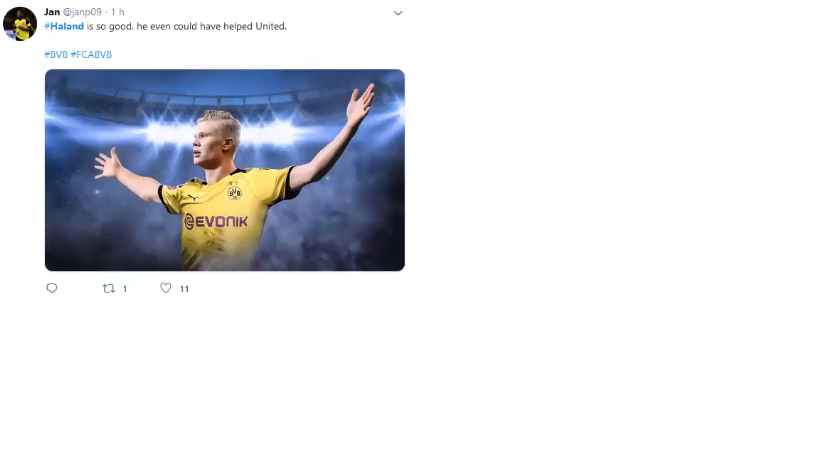 Jan @janp09 · 1 h
#Haland is so good. he even could have helped United.
#BVB #FCABVB
BVB
09
EVONIK
1
11